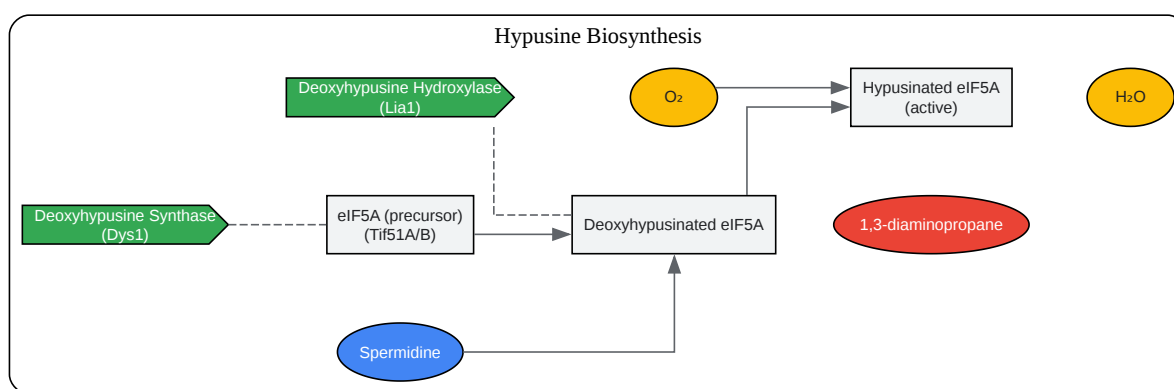 Hypusine Biosynthesis
Deoxyhypusine Hydroxylase
(Lia1)
O₂
Hypusinated eIF5A
(active)
H₂O
Deoxyhypusine Synthase
(Dys1)
eIF5A (precursor)
(Tif51A/B)
Deoxyhypusinated eIF5A
1,3-diaminopropane
Spermidine